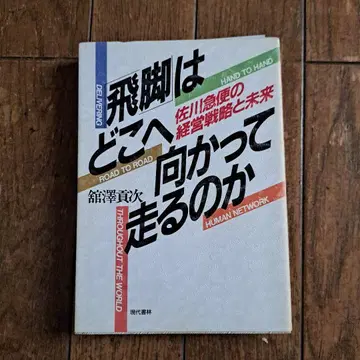 DELIVERING
飛脚は
HAND TO HAND
どこへ
佐川急便の
経営戦略と未来
ROAD TO ROAD
向かって
舘澤貢次
走るのか
HUMAN NETWORK
THROUGHOUT THE WORLD
現代書林